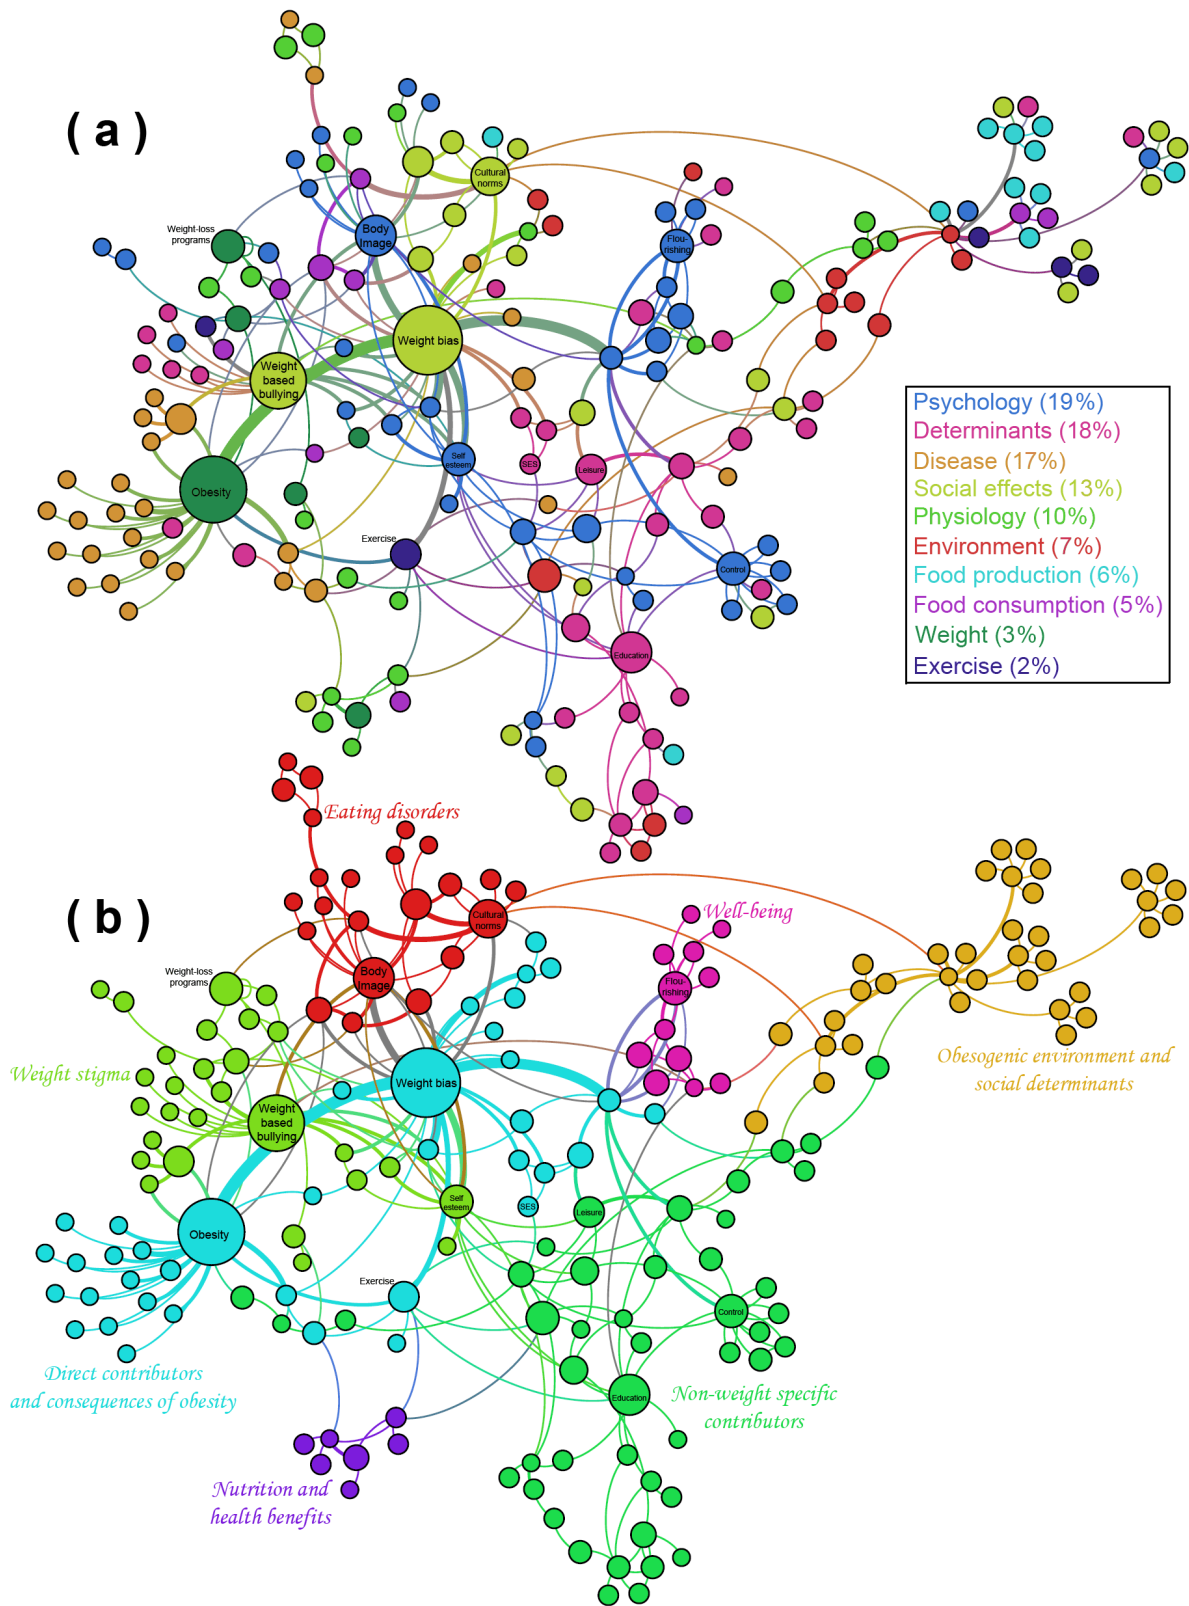 ( a )
Cultural
norms
Weight-loss
programs
Body
Image
Flou-
rishing
Weight bias
Weight
based
bullying
Self
esteem
SES
Leisure
Obesity
Exercise
Control
Education
Psychology (19%)
Determinants (18%)
Disease (17%)
Social effects (13%)
Physiology (10%)
Environment (7%)
Food production (6%)
Food consumption (5%)
Weight (3%)
Exercise (2%)
( b )
Eating disorders
Cultural
norms
Well-being
Weight-loss
programs
Body
Image
Flou-
rishing
Obesogenic environment and
social determinants
Weight stigma
Weight bias
Weight
based
bullying
Self
esteem
SES
Leisure
Obesity
Exercise
Control
Direct contributors
and consequences of obesity
Education
Non-weight specific
contributors
Nutrition and
health benefits